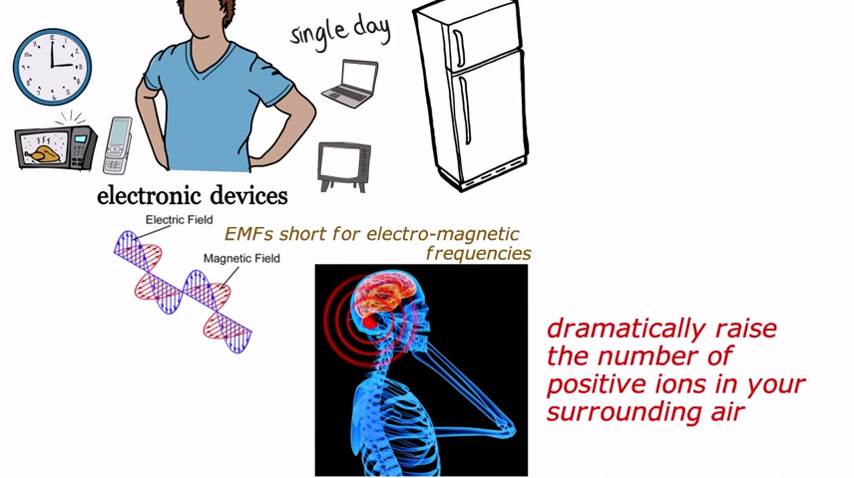 single day
electronic devices
Electric Field
Magnetic Field
EMFs short for electro-magnetic
frequencies
dramatically raise
the number of
positive ions in your
surrounding air